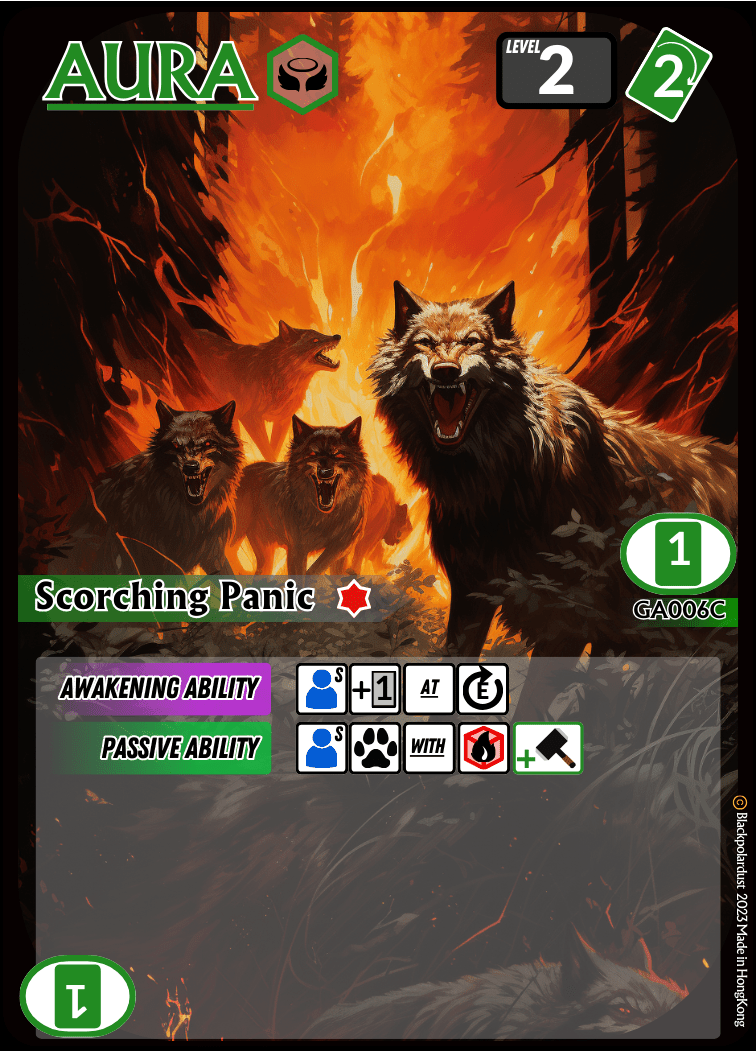 AURA
LEVEL 2
2
1
Scorching Panic
GA006C
AWAKENING ABILITY S +1 AT E
PASSIVE ABILITY S WITH +
1
© Blackpolardust 2023 Made in HongKong